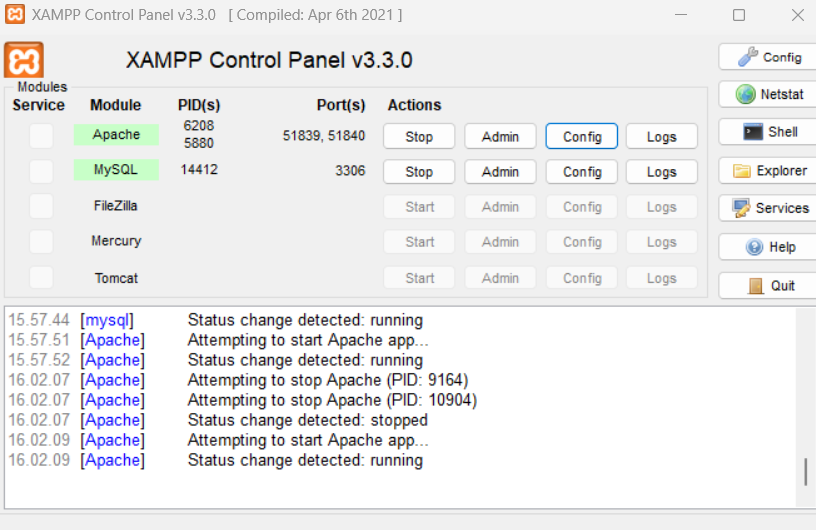 XAMPP Control Panel v3.3.0 [ Compiled: Apr 6th 2021 ]
XAMPP Control Panel v3.3.0
Config
Modules
Service Module PID(s) Port(s) Actions
Netstat
Apache 6208 5880 51839, 51840 Stop Admin Config Logs
Shell
MySQL 14412 3306 Stop Admin Config Logs
Explorer
FileZilla Start Admin Config Logs
Services
Mercury Start Admin Config Logs
Help
Tomcat Start Admin Config Logs
Quit
15.57.44 [mysql] Status change detected: running
15.57.51 [Apache] Attempting to start Apache app...
15.57.52 [Apache] Status change detected: running
16.02.07 [Apache] Attempting to stop Apache (PID: 9164)
16.02.07 [Apache] Attempting to stop Apache (PID: 10904)
16.02.07 [Apache] Status change detected: stopped
16.02.09 [Apache] Attempting to start Apache app...
16.02.09 [Apache] Status change detected: running